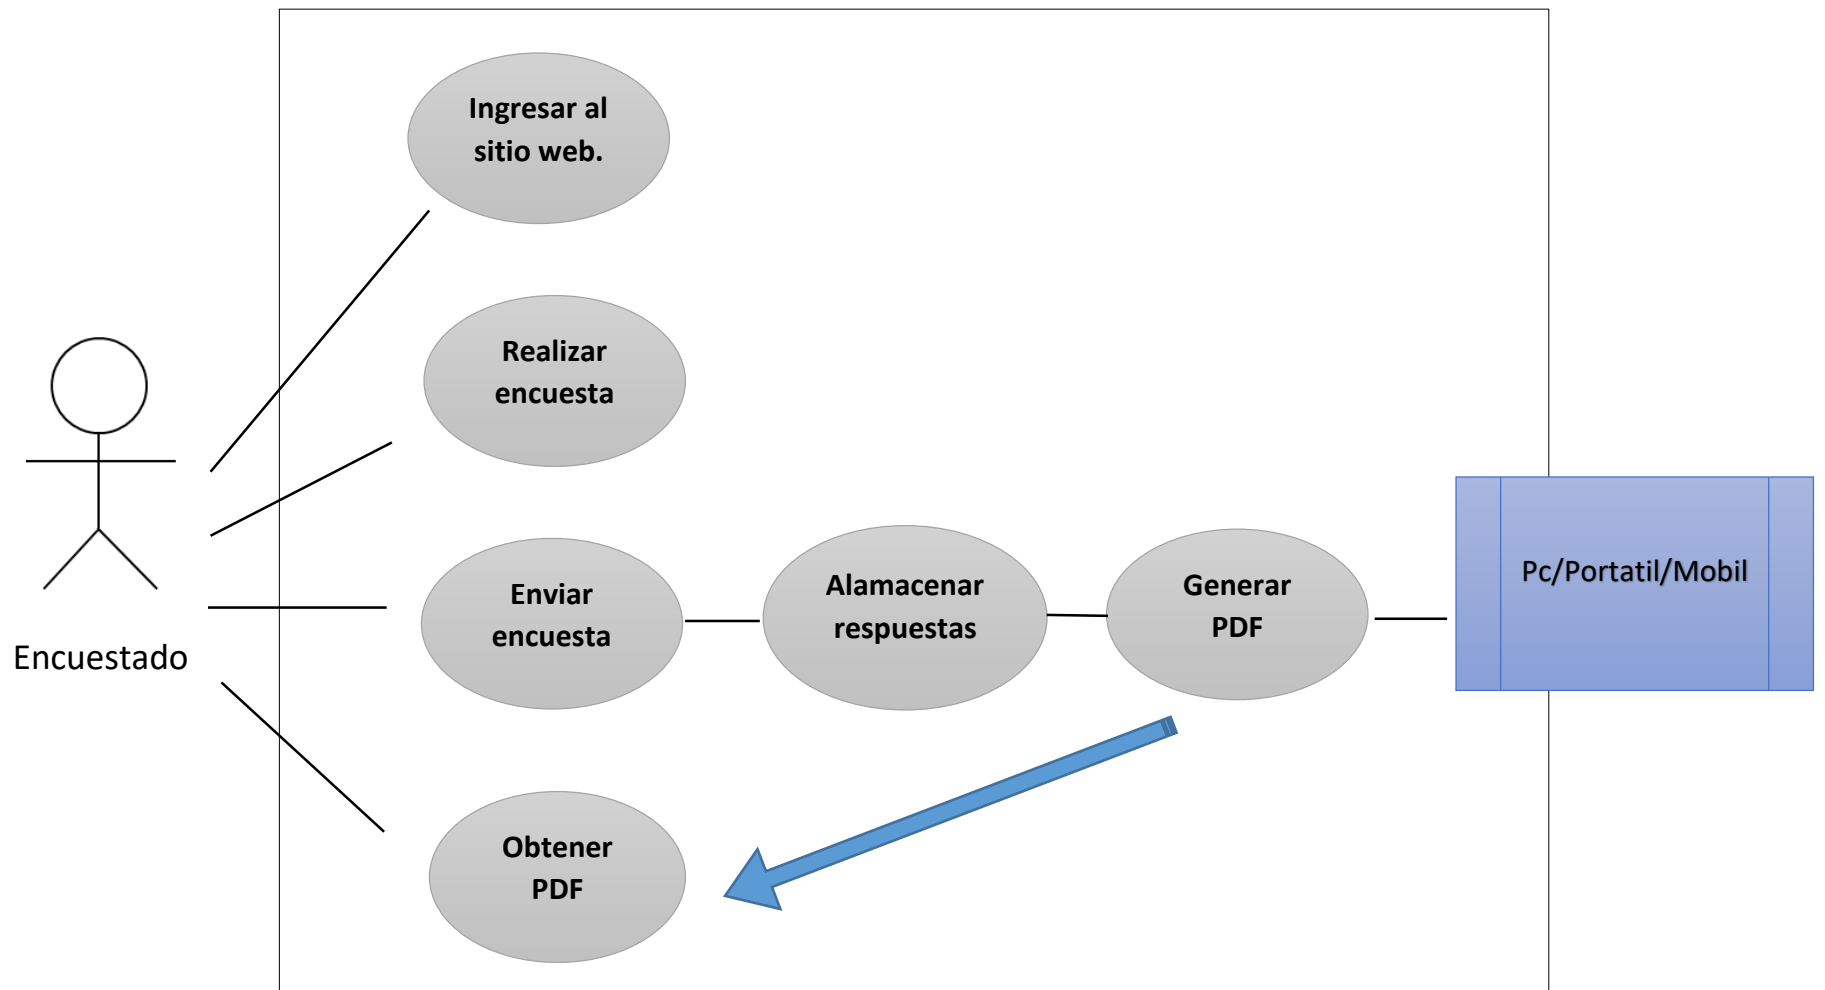 Ingresar al
sitio web.
Realizar
encuesta
Enviar
encuesta
Alamacenar
respuestas
Generar
PDF
Pc/Portatil/Mobil
Encuestado
Obtener
PDF